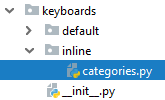 keyboards
default
inline
categories.py
__init__.py